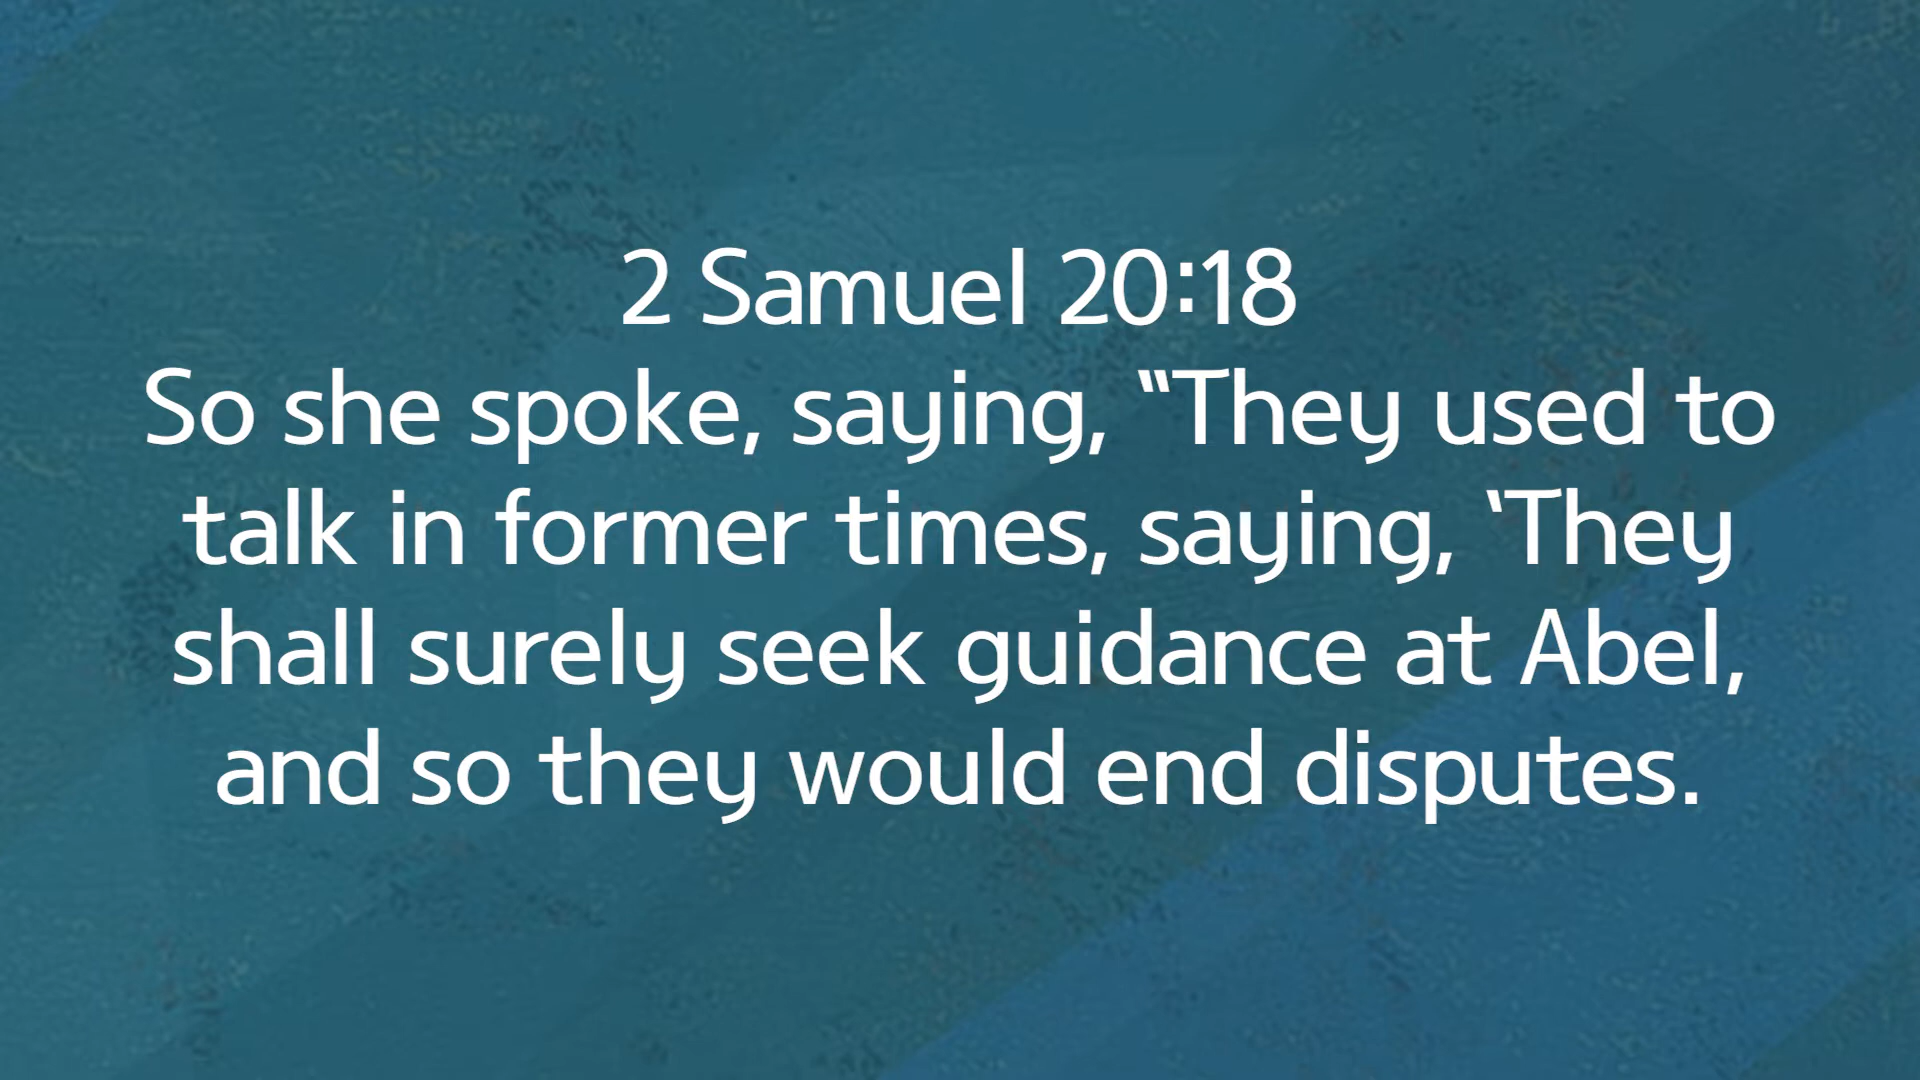 2 Samuel 20:18
So she spoke, saying, “They used to
talk in former times, saying, ‘They
shall surely seek guidance at Abel,
and so they would end disputes.